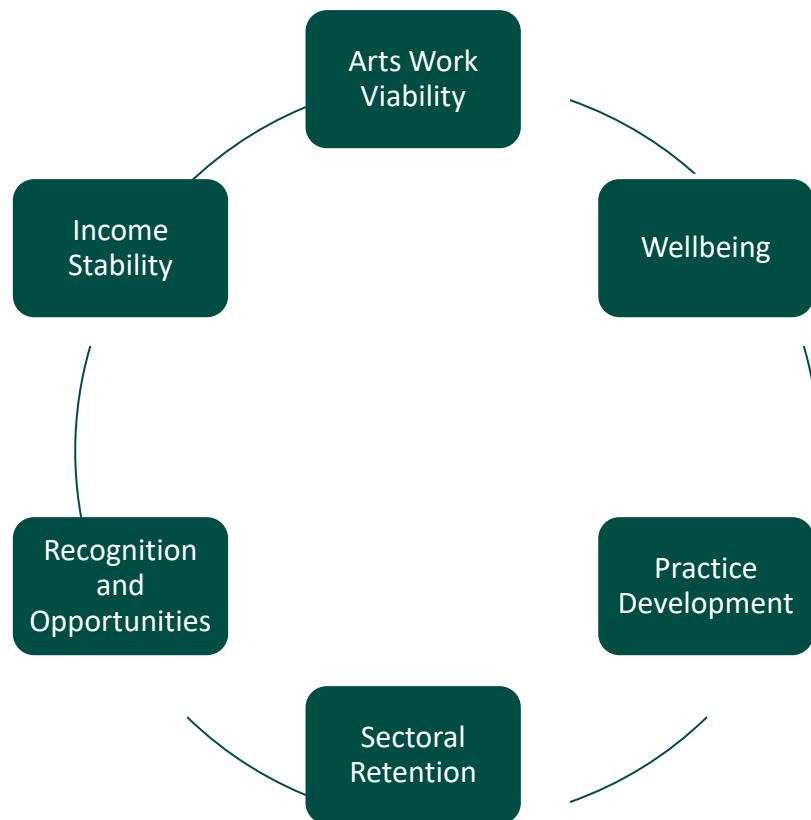 Arts Work
Viability
Wellbeing
Practice
Development
Sectoral
Retention
Recognition
and
Opportunities
Income
Stability